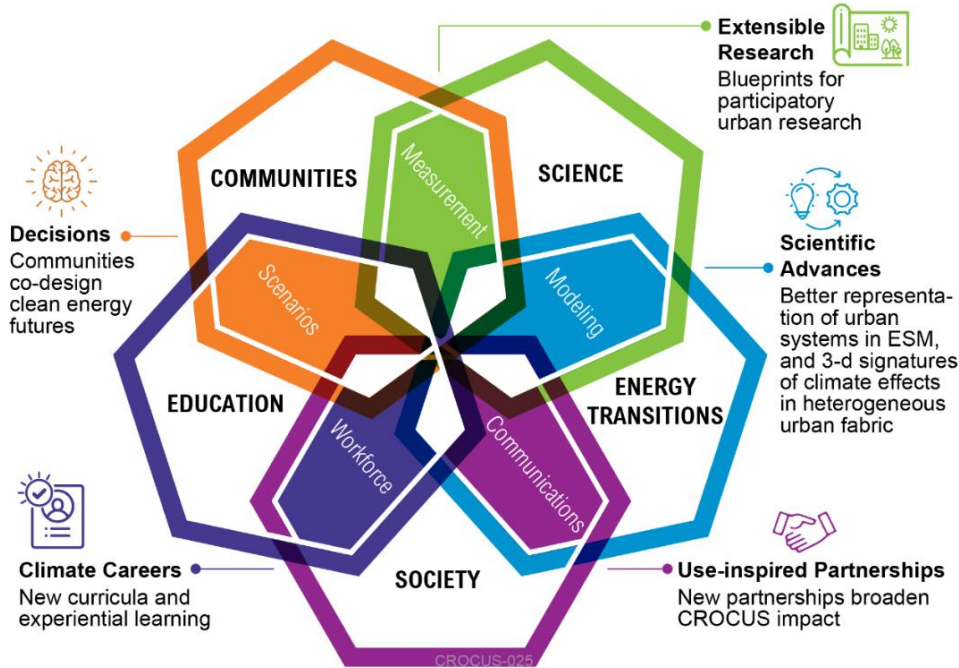 Extensible
Research
Blueprints for
participatory
urban research
COMMUNITIES
Measurement
SCIENCE
Decisions
Communities
co-design
clean energy
futures
Scenarios
Modeling
Scientific
Advances
Better representa-
tion of urban
systems in ESM,
and 3-d signatures
of climate effects
in heterogeneous
urban fabric
EDUCATION
ENERGY
TRANSITIONS
Workforce
Communications
Climate Careers
New curricula and
experiential learning
SOCIETY
Use-inspired Partnerships
New partnerships broaden
CROCUS impact
CROCUS-025